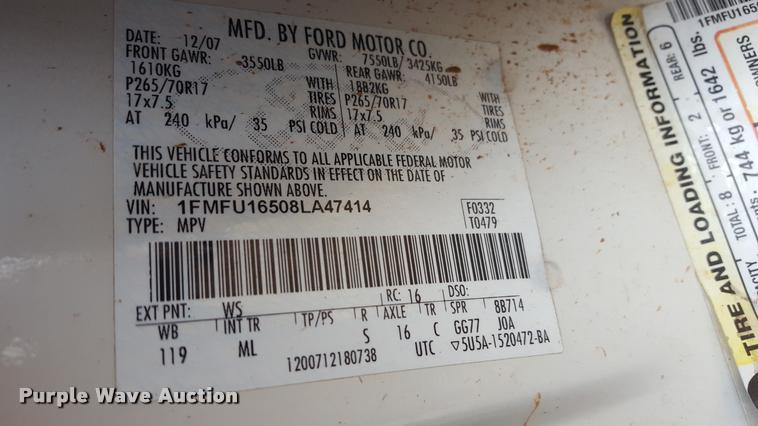 MFD. BY FORD MOTOR CO.
DATE: 12/07 GVWR: 7550LB/ 3425KG
FRONT GAWR: 3550LB REAR GAWR: 4150LB
1610KG WITH 1882KG WITH
P265/70R17 TIRES P265/70R17 TIRES
17x7.5 RIMS 17x7.5 RIMS
AT 240 kPa/ 35 PSI COLD AT 240 kPa/ 35 PSI COLD
THIS VEHICLE CONFORMS TO ALL APPLICABLE FEDERAL MOTOR
VEHICLE SAFETY STANDARDS IN EFFECT ON THE DATE OF
MANUFACTURE SHOWN ABOVE.
VIN: 1FMFU16508LA47414 F0332
TYPE: MPV T0479
EXT PNT: WS RC: 16 DSO:
WB INT TR TP/PS R AXLE TR SPR 8B714
119 ML S 16 C GG77 JOA
1200712180738 UTC ▽5U5A-1520472-BA
TIRE AND LOADING INFORMATION
1FMFU165
TOTAL: 8 FRONT: 2 REAR: 6
744 kg or 1642 lbs.
OWNERS
Purple Wave Auction